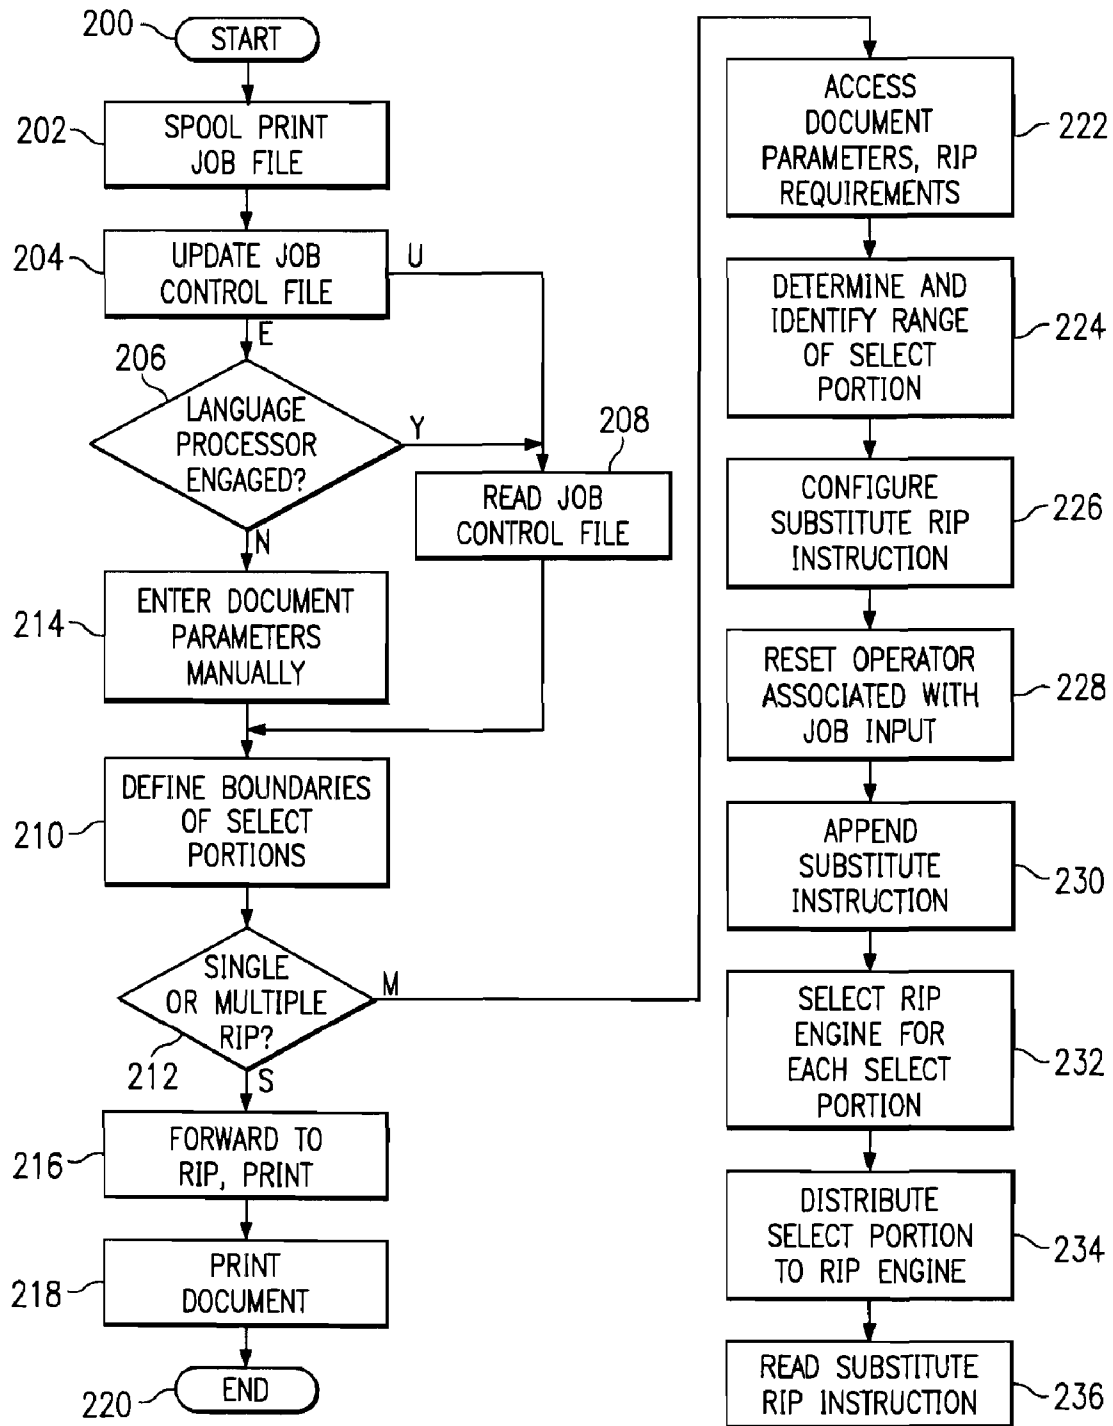 200
START
202
SPOOL PRINT
JOB FILE
204
UPDATE JOB
CONTROL FILE
U
E
206
LANGUAGE
PROCESSOR
ENGAGED?
Y
N
208
READ JOB
CONTROL FILE
214
ENTER DOCUMENT
PARAMETERS
MANUALLY
210
DEFINE BOUNDARIES
OF SELECT
PORTIONS
SINGLE
OR MULTIPLE
RIP?
M
212
S
216
FORWARD TO
RIP, PRINT
218
PRINT
DOCUMENT
220
END
ACCESS
DOCUMENT
PARAMETERS, RIP
REQUIREMENTS
222
DETERMINE AND
IDENTIFY RANGE
OF SELECT
PORTION
224
CONFIGURE
SUBSTITUTE RIP
INSTRUCTION
226
RESET OPERATOR
ASSOCIATED WITH
JOB INPUT
228
APPEND
SUBSTITUTE
INSTRUCTION
230
SELECT RIP
ENGINE FOR
EACH SELECT
PORTION
232
DISTRIBUTE
SELECT PORTION
TO RIP ENGINE
234
READ SUBSTITUTE
RIP INSTRUCTION
236